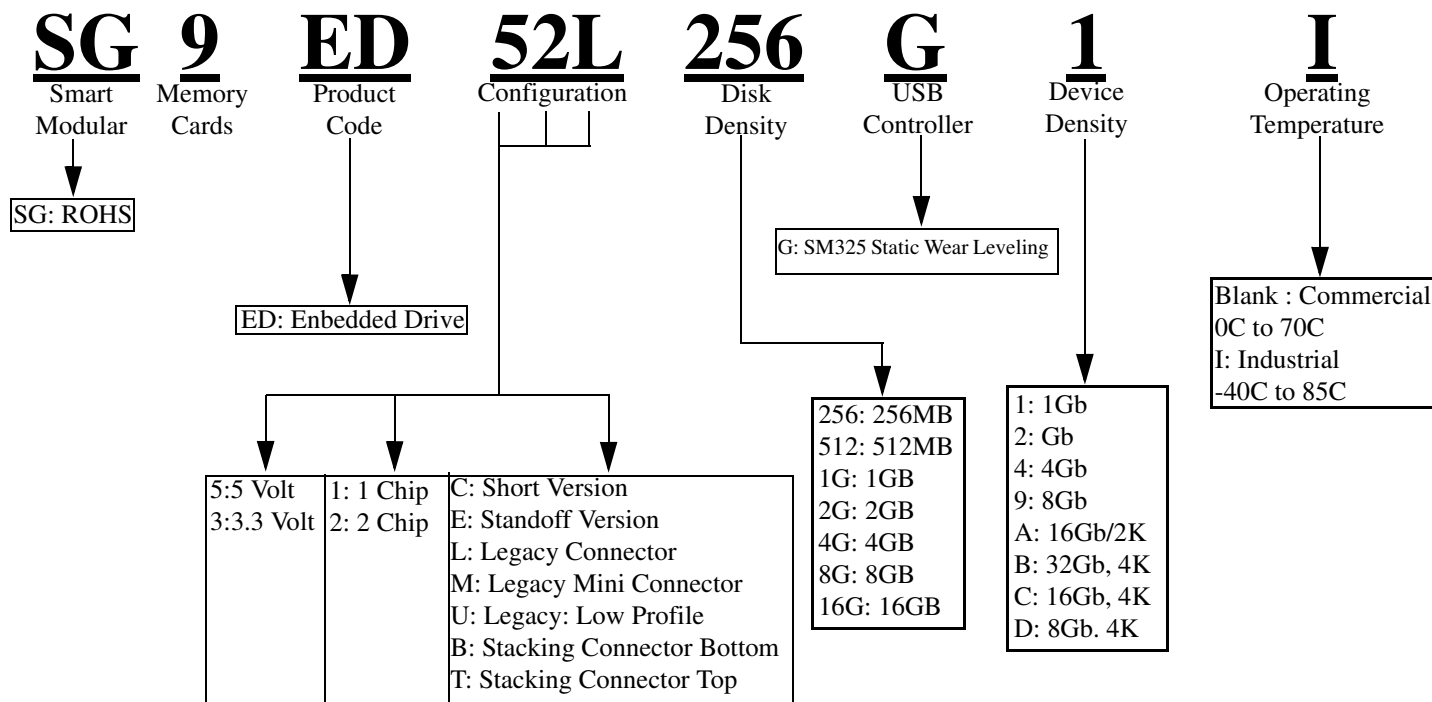 SG 9 ED 52L 256 G 1 I
Smart Modular
Memory Cards
Product Code
Configuration
Disk Density
USB Controller
Device Density
Operating Temperature
SG: ROHS
G: SM325 Static Wear Leveling
ED: Enbedded Drive
Blank : Commercial
0C to 70C
I: Industrial
-40C to 85C
5:5 Volt
3:3.3 Volt
1: 1 Chip
2: 2 Chip
C: Short Version
E: Standoff Version
L: Legacy Connector
M: Legacy Mini Connector
U: Legacy: Low Profile
B: Stacking Connector Bottom
T: Stacking Connector Top
256: 256MB
512: 512MB
1G: 1GB
2G: 2GB
4G: 4GB
8G: 8GB
16G: 16GB
1: 1Gb
2: Gb
4: 4Gb
9: 8Gb
A: 16Gb/2K
B: 32Gb, 4K
C: 16Gb, 4K
D: 8Gb. 4K